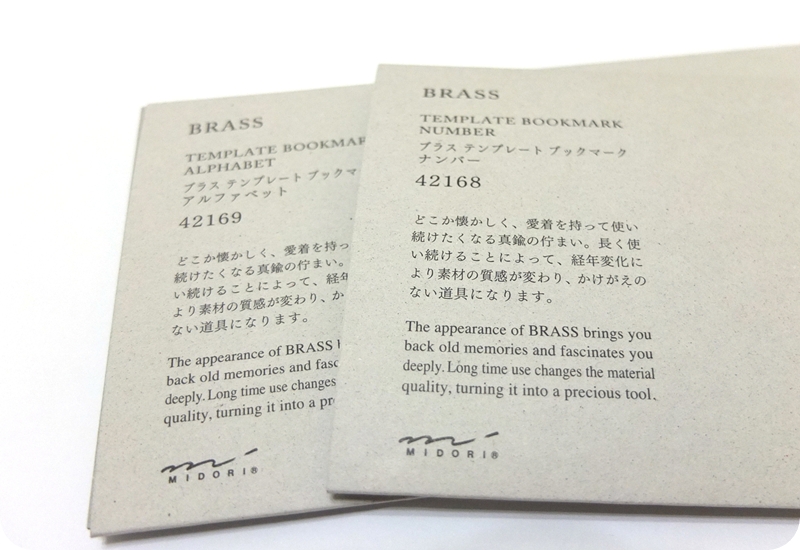 BRASS
TEMPLATE BOOKMAR
ALPHABET
ブラス テンプレート ブックマ
アルファベット
42169
どこか懐かしく、愛着を持っ
続けたくなる真鍮の佇まい。
い続けることによって、経年
より素材の質感が変わり、か
ない道具になります。
The appearance of BRASS
back old memories and fasc
deeply. Long time use changes
quality, turning it into a pr
MIDORI®
BRASS
TEMPLATE BOOKMARK
NUMBER
ブラス テンプレート ブックマーク
ナンバー
42168
どこか懐かしく、愛着を持って使い
続けたくなる真鍮の佇まい。長く使
い続けることによって、経年変化に
より素材の質感が変わり、かけがえの
ない道具になります。
The appearance of BRASS brings you
back old memories and fascinates you
deeply. Long time use changes the material
quality, turning it into a precious tool.
MIDORI®